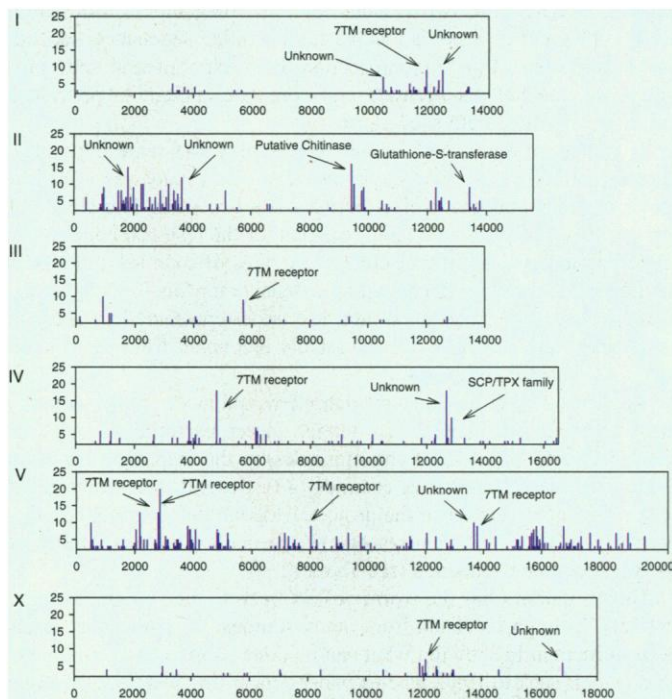 I
25
20
15
10
5
7TM receptor
Unknown
Unknown
0 2000 4000 6000 8000 10000 12000 14000
II
25
20
15
10
5
Unknown
Unknown
Putative Chitinase
Glutathione-S-transferase
0 2000 4000 6000 8000 10000 12000 14000
III
25
20
15
10
5
7TM receptor
0 2000 4000 6000 8000 10000 12000 14000
IV
25
20
15
10
5
7TM receptor
Unknown
SCP/TPX family
0 2000 4000 6000 8000 10000 12000 14000 16000
V
25
20
15
10
5
7TM receptor
7TM receptor
7TM receptor
Unknown
7TM receptor
0 2000 4000 6000 8000 10000 12000 14000 16000 18000 20000
X
25
20
15
10
5
7TM receptor
Unknown
0 2000 4000 6000 8000 10000 12000 14000 16000 18000